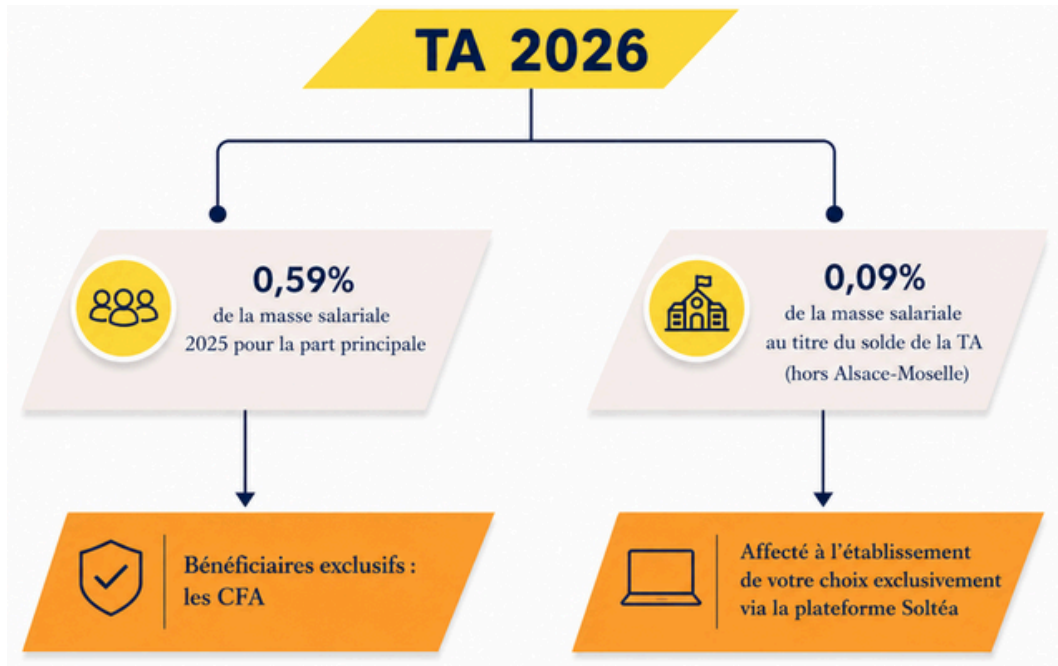 TA 2026
0,59%
de la masse salariale
2025 pour la part principale
0,09%
de la masse salariale
au titre du solde de la TA
(hors Alsace-Moselle)
Bénéficiaires exclusifs :
les CFA
Affecté à l’établissement
de votre choix exclusivement
via la plateforme Soltéa